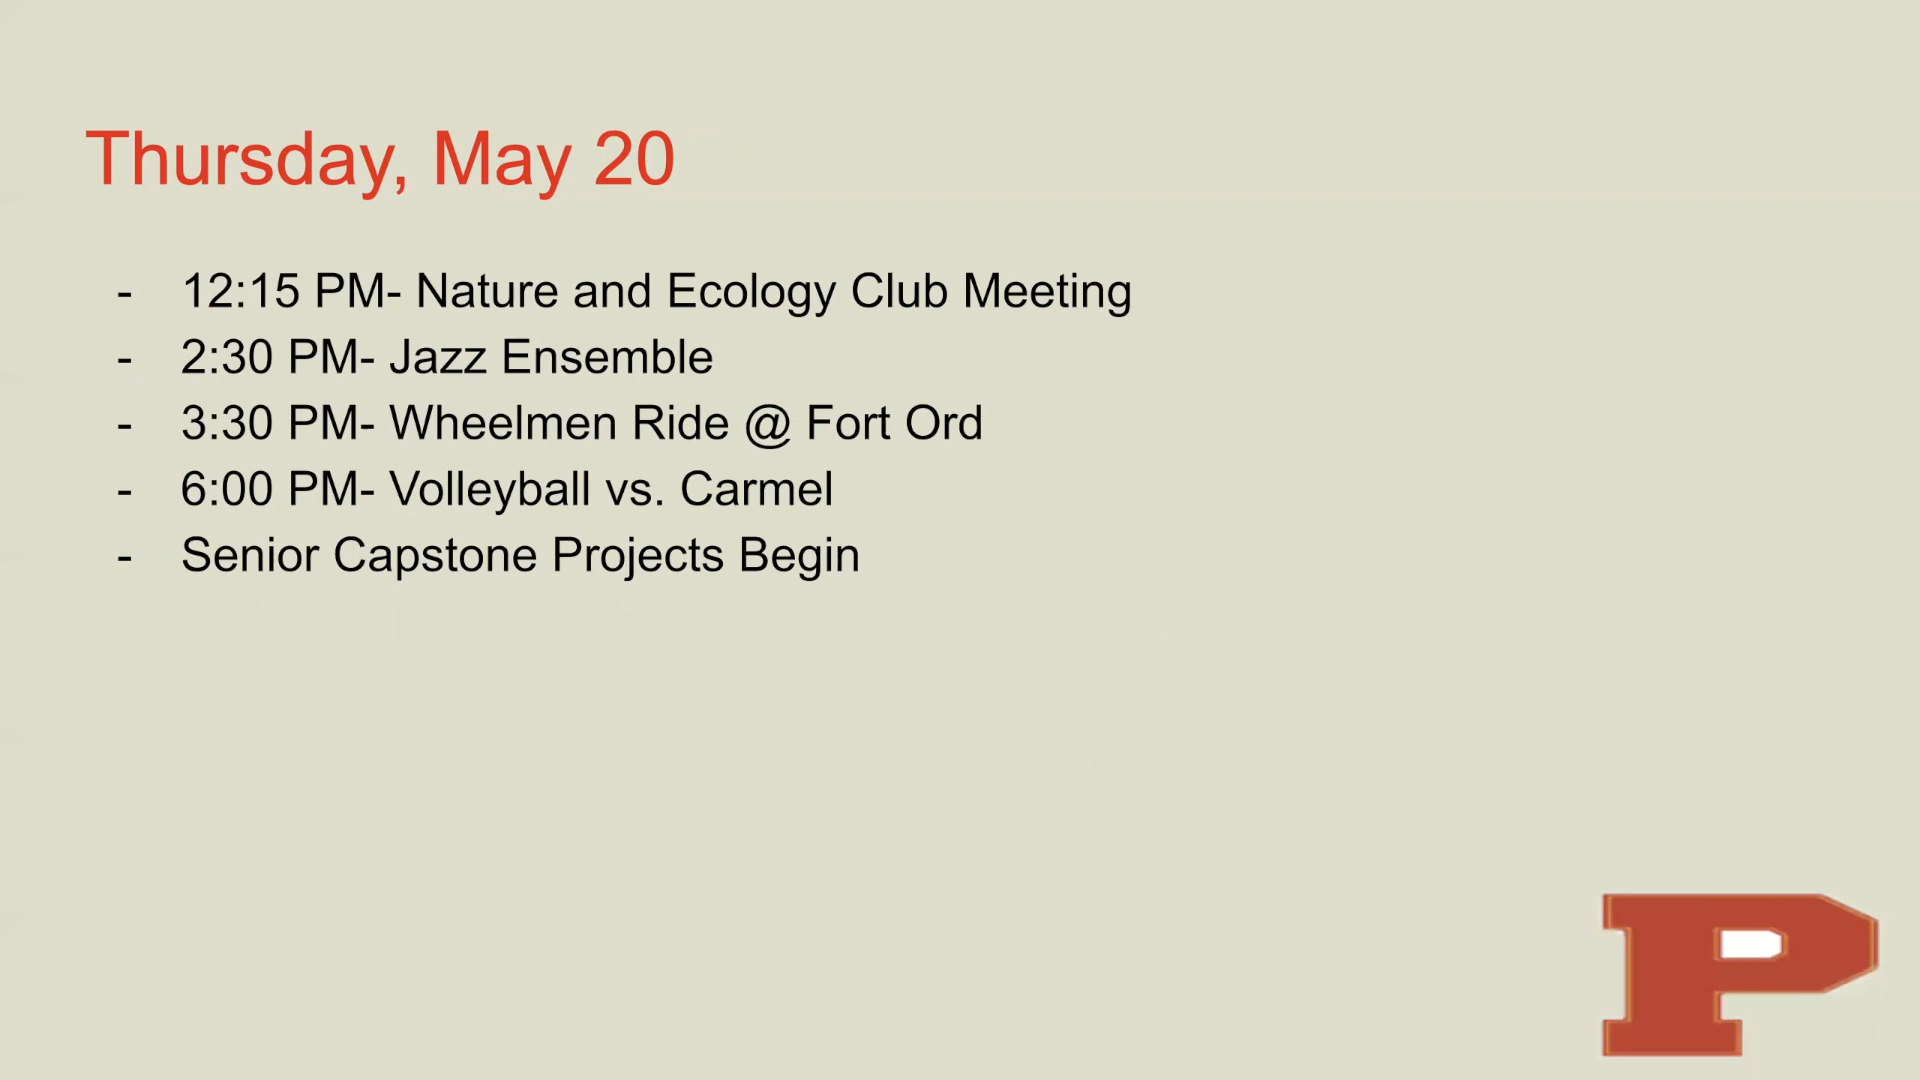 Thursday, May 20
- 12:15 PM- Nature and Ecology Club Meeting
- 2:30 PM- Jazz Ensemble
- 3:30 PM- Wheelmen Ride @ Fort Ord
- 6:00 PM- Volleyball vs. Carmel
- Senior Capstone Projects Begin
P